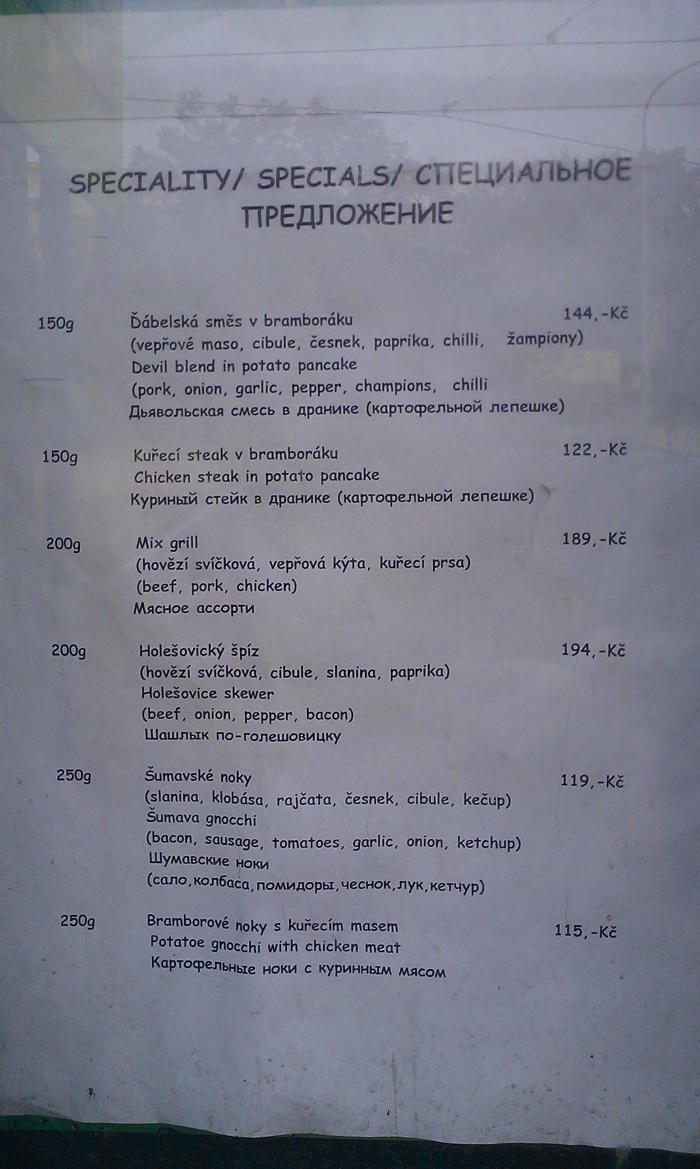 SPECIALITY/ SPECIALS/ СПЕЦИАЛЬНОЕ
ПРЕДЛОЖЕНИЕ
150g Ďábelská směs v bramboráku 144,-Kč
(vepřové maso, cibule, česnek, paprika, chilli, žampiony)
Devil blend in potato pancake
(pork, onion, garlic, pepper, champions, chilli
Дьявольская смесь в дранике (картофельной лепешке)
150g Kuřecí steak v bramboráku 122,-Kč
Chicken steak in potato pancake
Куриный стейк в дранике (картофельной лепешке)
200g Mix grill 189,-Kč
(hovězí svíčková, vepřová kýta, kuřecí prsa)
(beef, pork, chicken)
Мясное ассорти
200g Holešovický špíz 194,-Kč
(hovězí svíčková, cibule, slanina, paprika)
Holešovice skewer
(beef, onion, pepper, bacon)
Шашлык по-голешовицку
250g Šumavské noky 119,-Kč
(slanina, klobása, rajčata, česnek, cibule, kečup)
Šumava gnocchi
(bacon, sausage, tomatoes, garlic, onion, ketchup)
Шумавские ноки
(сало,колбаса,помидоры,чеснок,лук,кетчур)
250g Bramborové noky s kuřecím masem 115,-Kč
Potatoe gnocchi with chicken meat
Картофельные ноки с куринным мясом